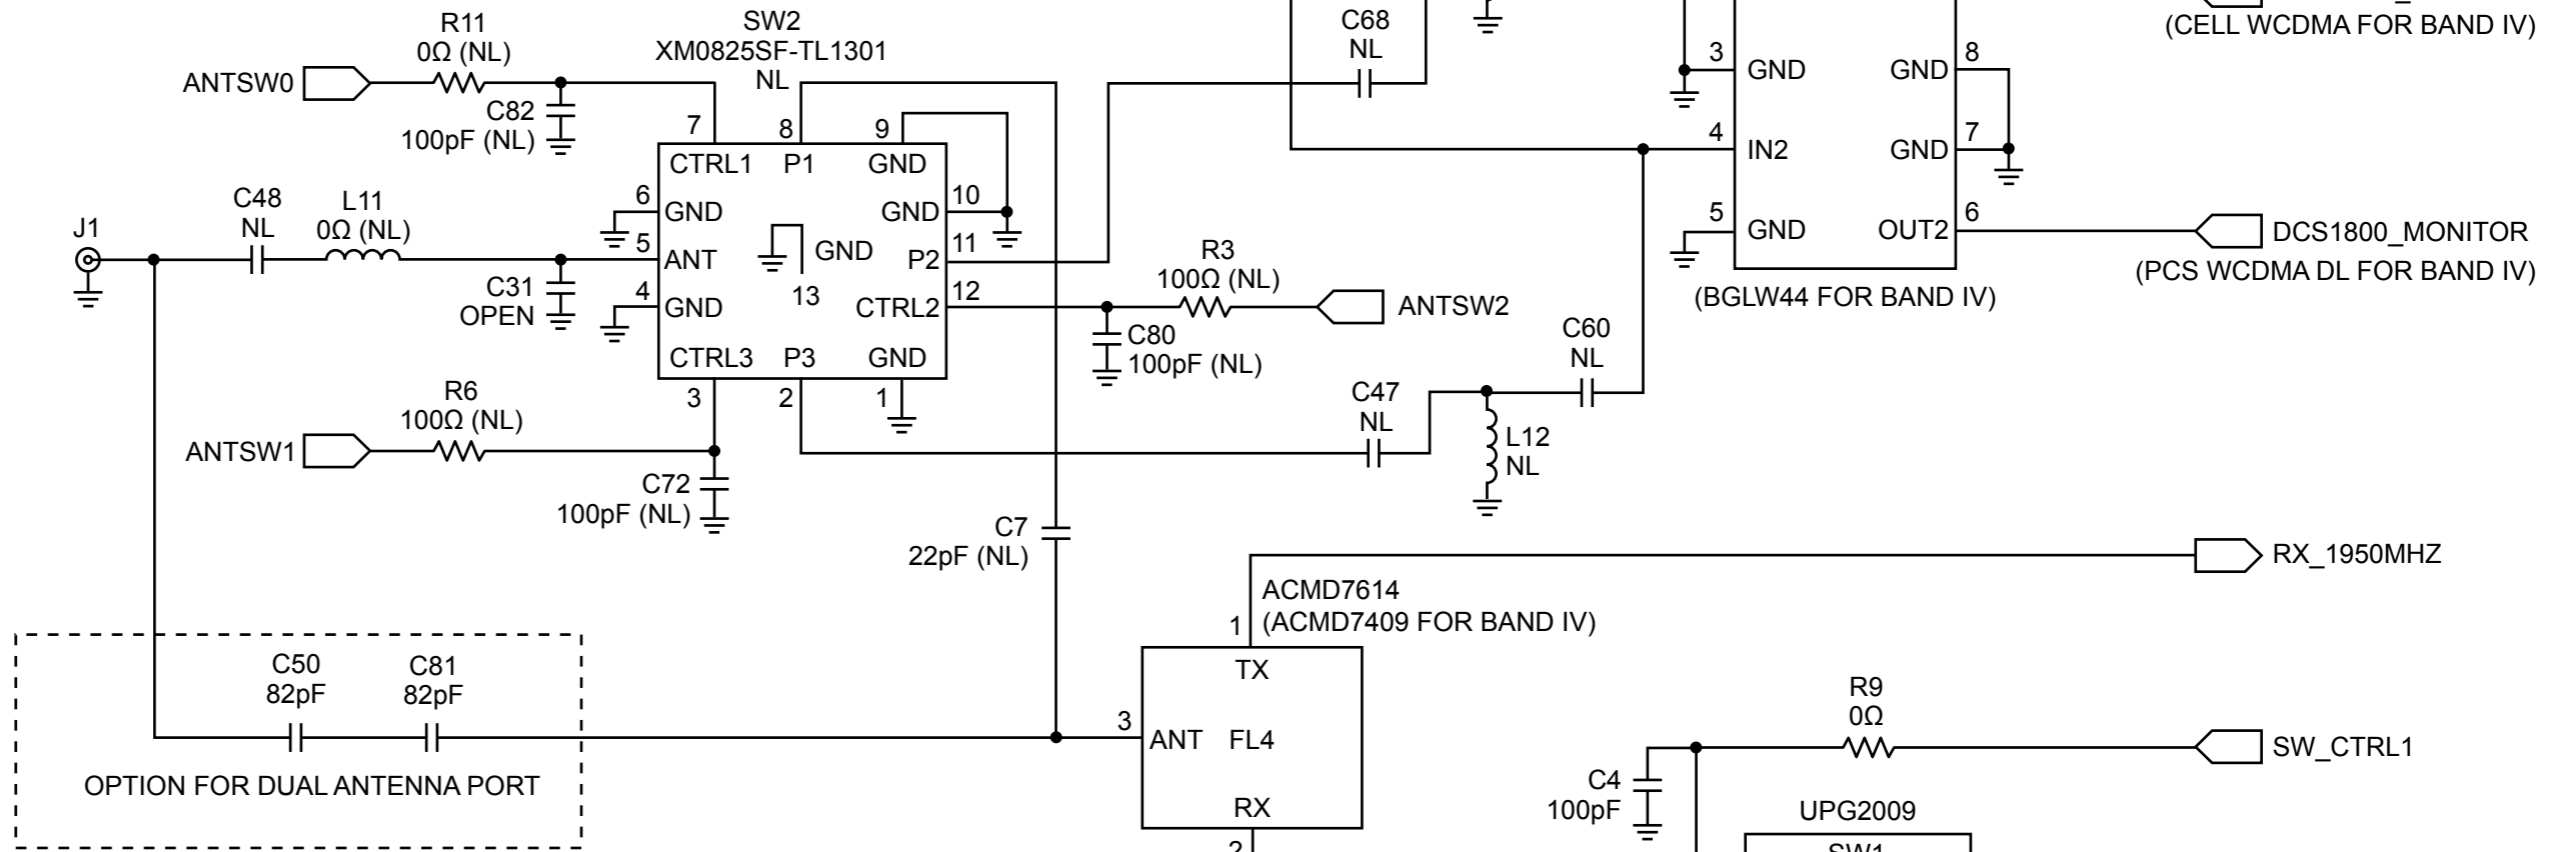 R11
0Ω (NL)
ANTSW0
C82
100pF (NL)
SW2
XM0825SF-TL1301
NL
7
8
9
CTRL1
P1
GND
6
GND
GND
10
C48
NL
L11
0Ω (NL)
J1
5
ANT
GND
13
P2
11
C31
OPEN
4
GND
CTRL2
12
CTRL3
P3
GND
3
2
1
R6
100Ω (NL)
ANTSW1
C72
100pF (NL)
C68
NL
R3
100Ω (NL)
ANTSW2
C80
100pF (NL)
C47
NL
C60
NL
L12
NL
C7
22pF (NL)
(CELL WCDMA FOR BAND IV)
3
GND
GND
8
4
IN2
GND
7
5
GND
OUT2
6
(BGLW44 FOR BAND IV)
DCS1800_MONITOR
(PCS WCDMA DL FOR BAND IV)
RX_1950MHZ
ACMD7614
(ACMD7409 FOR BAND IV)
1
TX
3
ANT
FL4
RX
2
C50
82pF
C81
82pF
OPTION FOR DUAL ANTENNA PORT
R9
0Ω
SW_CTRL1
C4
100pF
UPG2009
SW1